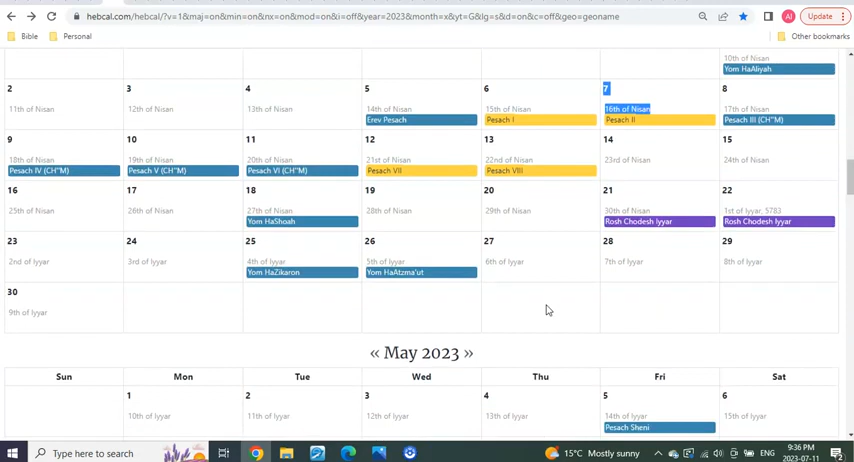 hebcal.com/hebcal/?v=1&maj=on&min=on&nx=on&mod=on&i=off&year=2023&month=x&yt=G&lg=s&d=on&c=off&geo=geoname
AI
Update
Bible
Personal
Other bookmarks
10th of Nisan
Yom HaAliyah
2 3 4 5 6 7 8
11th of Nisan 12th of Nisan 13th of Nisan 14th of Nisan 15th of Nisan 16th of Nisan 17th of Nisan
Erev Pesach Pesach I Pesach II Pesach III (CH''M)
9 10 11 12 13 14 15
18th of Nisan 19th of Nisan 20th of Nisan 21st of Nisan 22nd of Nisan 23rd of Nisan 24th of Nisan
Pesach IV (CH''M) Pesach V (CH''M) Pesach VI (CH''M) Pesach VII Pesach VIII
16 17 18 19 20 21 22
25th of Nisan 26th of Nisan 27th of Nisan 28th of Nisan 29th of Nisan 30th of Nisan 1st of Iyyar, 5783
Yom HaShoah Rosh Chodesh Iyyar Rosh Chodesh Iyyar
23 24 25 26 27 28 29
2nd of Iyyar 3rd of Iyyar 4th of Iyyar 5th of Iyyar 6th of Iyyar 7th of Iyyar 8th of Iyyar
Yom HaZikaron Yom HaAtzma'ut
30
9th of Iyyar
« May 2023 »
Sun Mon Tue Wed Thu Fri Sat
1 2 3 4 5 6
10th of Iyyar 11th of Iyyar 12th of Iyyar 13th of Iyyar 14th of Iyyar 15th of Iyyar
Pesach Sheni
Type here to search
15°C Mostly sunny
ENG
9:36 PM
2023-07-11
2